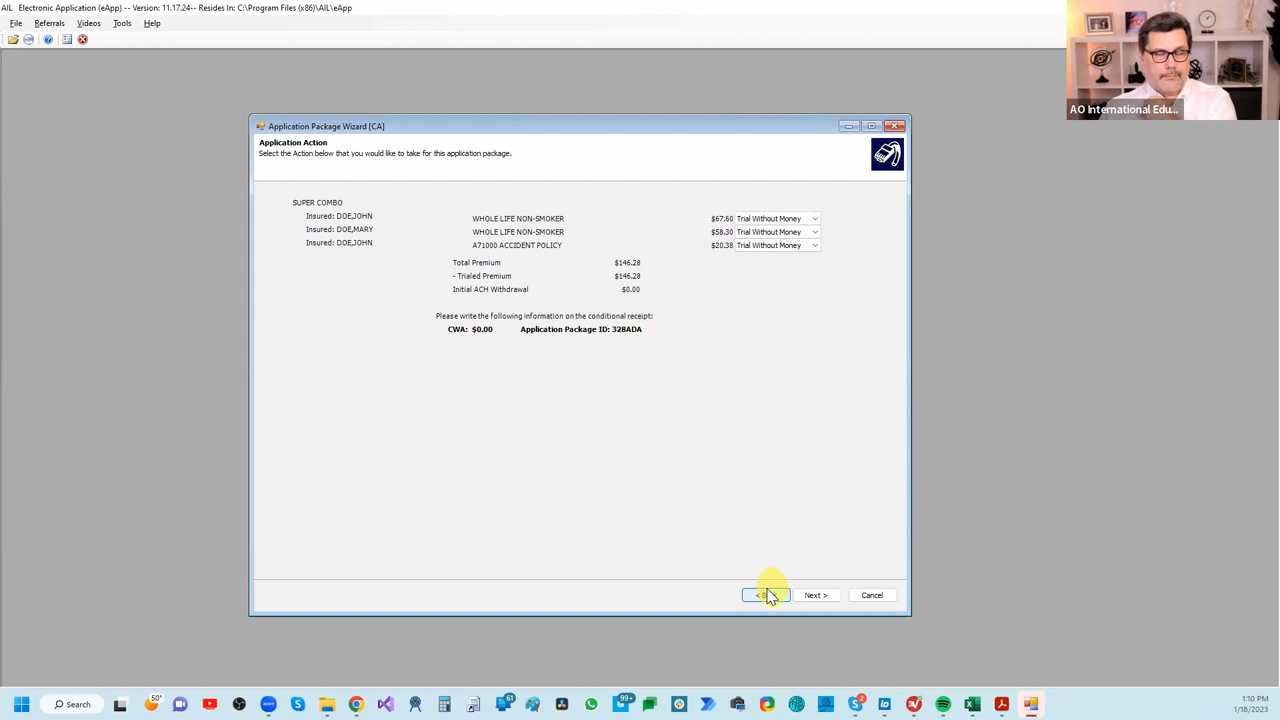 AIL Electronic Application (eApp) -- Version: 11.17.24-- Resides In: C:\Program Files (x86)\AIL\eApp
File Referrals Videos Tools Help
AO International Edu...
Application Package Wizard [CA]
Application Action
Select the Action below that you would like to take for this application package.
SUPER COMBO
Insured: DOE,JOHN WHOLE LIFE NON-SMOKER $67.60 Trial Without Money
Insured: DOE,MARY WHOLE LIFE NON-SMOKER $58.30 Trial Without Money
Insured: DOE,JOHN A71000 ACCIDENT POLICY $20.38 Trial Without Money
Total Premium $146.28
- Trialed Premium $146.28
Initial ACH Withdrawal $0.00
Please write the following information on the conditional receipt:
CWA: $0.00 Application Package ID: 328ADA
Next > Cancel
Search 50° 61 99+ 2 1:10 PM
1/18/2023